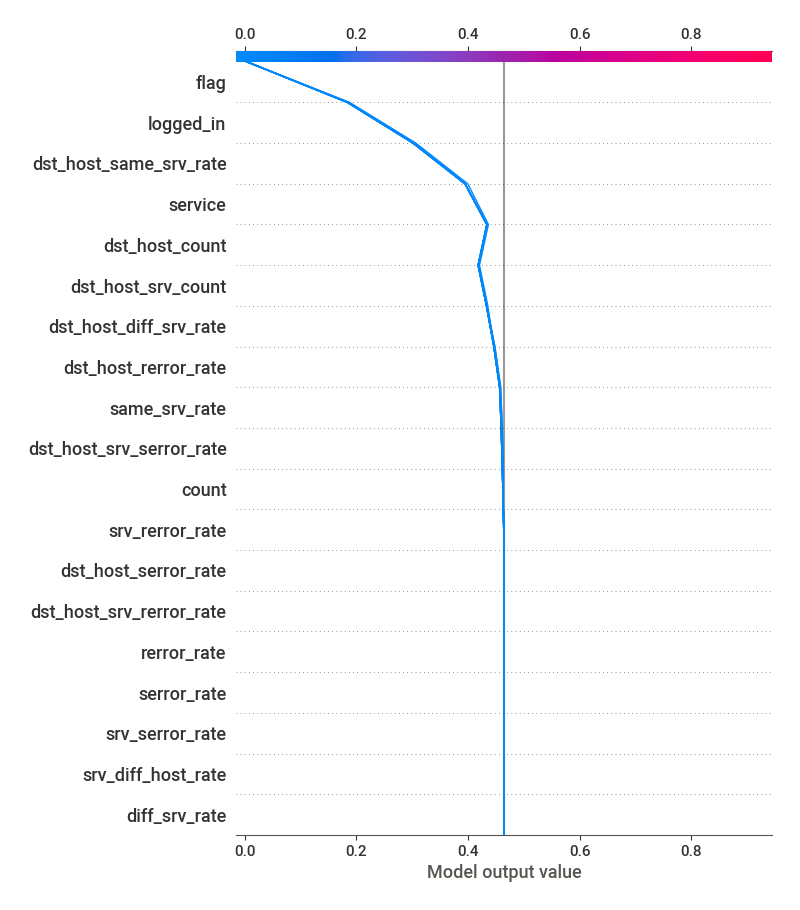 0.0 0.2 0.4 0.6 0.8
flag
logged_in
dst_host_same_srv_rate
service
dst_host_count
dst_host_srv_count
dst_host_diff_srv_rate
dst_host_rerror_rate
same_srv_rate
dst_host_srv_serror_rate
count
srv_rerror_rate
dst_host_serror_rate
dst_host_srv_rerror_rate
rerror_rate
serror_rate
srv_serror_rate
srv_diff_host_rate
diff_srv_rate
0.0 0.2 0.4 0.6 0.8
Model output value